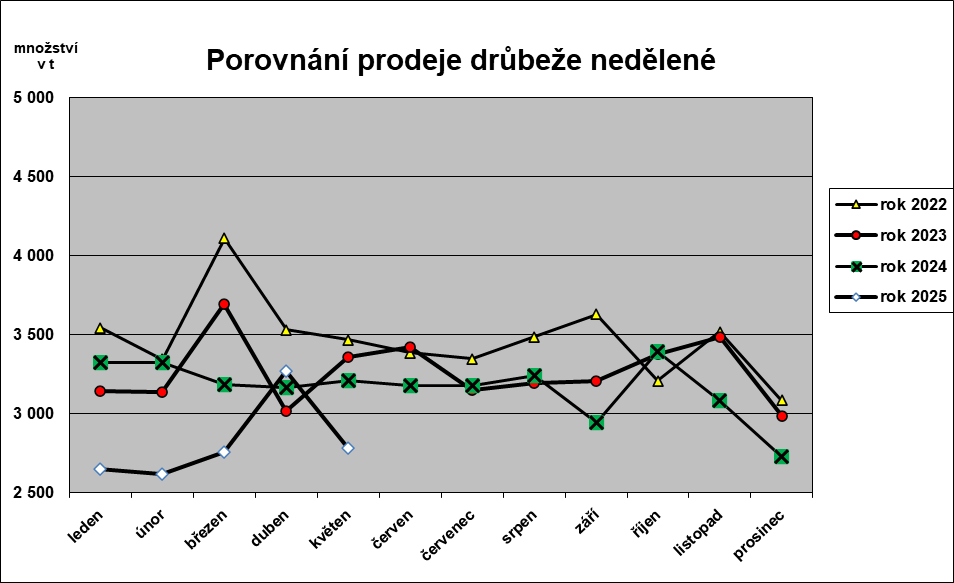 množství
v t
Porovnání prodeje drůbeže nedělené
5 000
4 500
4 000
3 500
3 000
2 500
leden
únor
březen
duben
květen
červen
červenec
srpen
září
říjen
listopad
prosinec
rok 2022
rok 2023
rok 2024
rok 2025